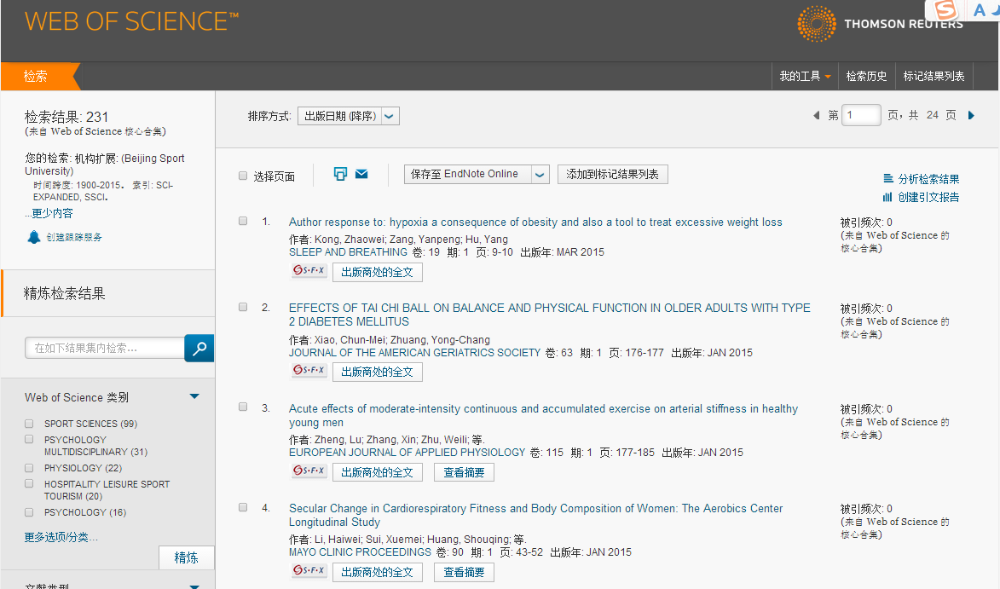 WEB OF SCIENCE™
THOMSON REUTERS
检索
我的工具
检索历史
标记结果列表
检索结果: 231
(来自 Web of Science 核心合集)
您的检索: 机构扩展: (Beijing Sport
University)
时间跨度: 1900-2015。 索引: SCI-
EXPANDED, SSCI。
...更少内容
创建跟踪服务
精炼检索结果
在如下结果集内检索...
Web of Science 类别
SPORT SCIENCES (99)
PSYCHOLOGY
MULTIDISCIPLINARY (31)
PHYSIOLOGY (22)
HOSPITALITY LEISURE SPORT
TOURISM (20)
PSYCHOLOGY (16)
更多选项/分类...
精炼
文献类型
排序方式: 出版日期 (降序)
第 1 页，共 24 页
选择页面
保存至 EndNote Online
添加到标记结果列表
分析检索结果
创建引文报告
1. Author response to: hypoxia a consequence of obesity and also a tool to treat excessive weight loss
作者: Kong, Zhaowei; Zang, Yanpeng; Hu, Yang
SLEEP AND BREATHING 卷: 19 期: 1 页: 9-10 出版年: MAR 2015
S·F·X 出版商处的全文
被引频次: 0
(来自 Web of Science 的
核心合集)
2. EFFECTS OF TAI CHI BALL ON BALANCE AND PHYSICAL FUNCTION IN OLDER ADULTS WITH TYPE
2 DIABETES MELLITUS
作者: Xiao, Chun-Mei; Zhuang, Yong-Chang
JOURNAL OF THE AMERICAN GERIATRICS SOCIETY 卷: 63 期: 1 页: 176-177 出版年: JAN 2015
S·F·X 出版商处的全文
被引频次: 0
(来自 Web of Science 的
核心合集)
3. Acute effects of moderate-intensity continuous and accumulated exercise on arterial stiffness in healthy
young men
作者: Zheng, Lu; Zhang, Xin; Zhu, Weili; 等.
EUROPEAN JOURNAL OF APPLIED PHYSIOLOGY 卷: 115 期: 1 页: 177-185 出版年: JAN 2015
S·F·X 出版商处的全文 查看摘要
被引频次: 0
(来自 Web of Science 的
核心合集)
4. Secular Change in Cardiorespiratory Fitness and Body Composition of Women: The Aerobics Center
Longitudinal Study
作者: Li, Haiwei; Sui, Xuemei; Huang, Shouqing; 等.
MAYO CLINIC PROCEEDINGS 卷: 90 期: 1 页: 43-52 出版年: JAN 2015
S·F·X 出版商处的全文 查看摘要
被引频次: 0
(来自 Web of Science 的
核心合集)